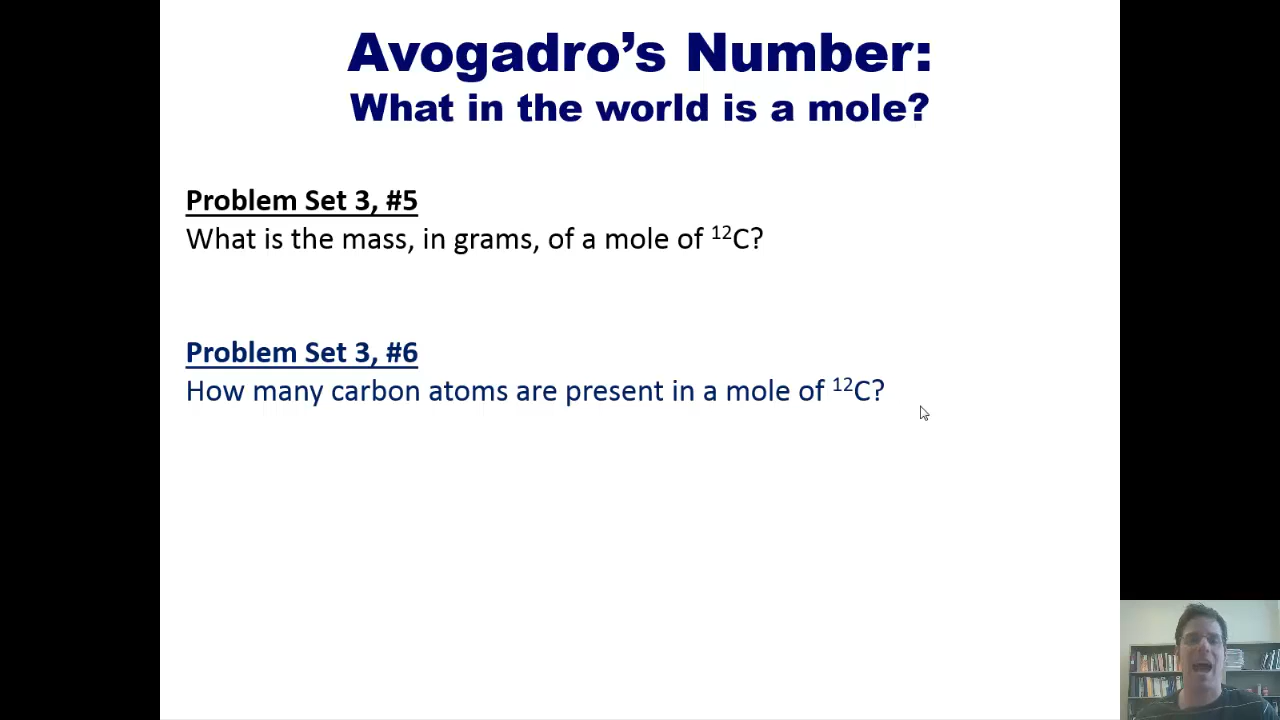 Avogadro’s Number:
What in the world is a mole?
Problem Set 3, #5
What is the mass, in grams, of a mole of ¹²C?
Problem Set 3, #6
How many carbon atoms are present in a mole of ¹²C?